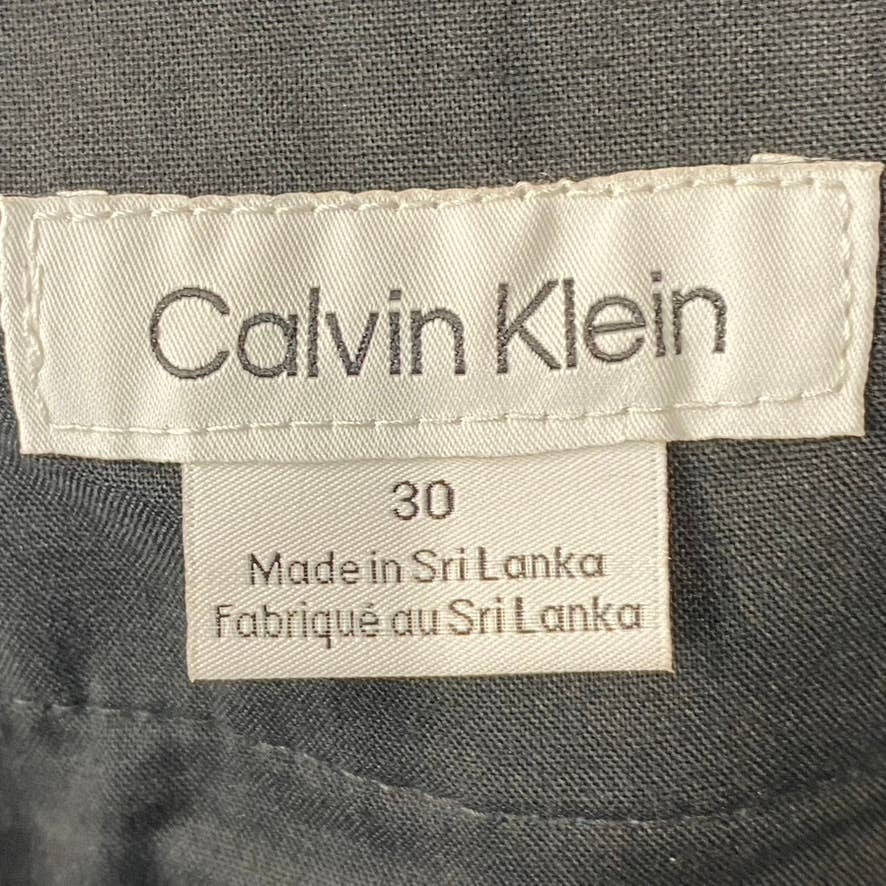 Calvin Klein
30
Made in Sri Lanka
Fabriqué au Sri Lanka